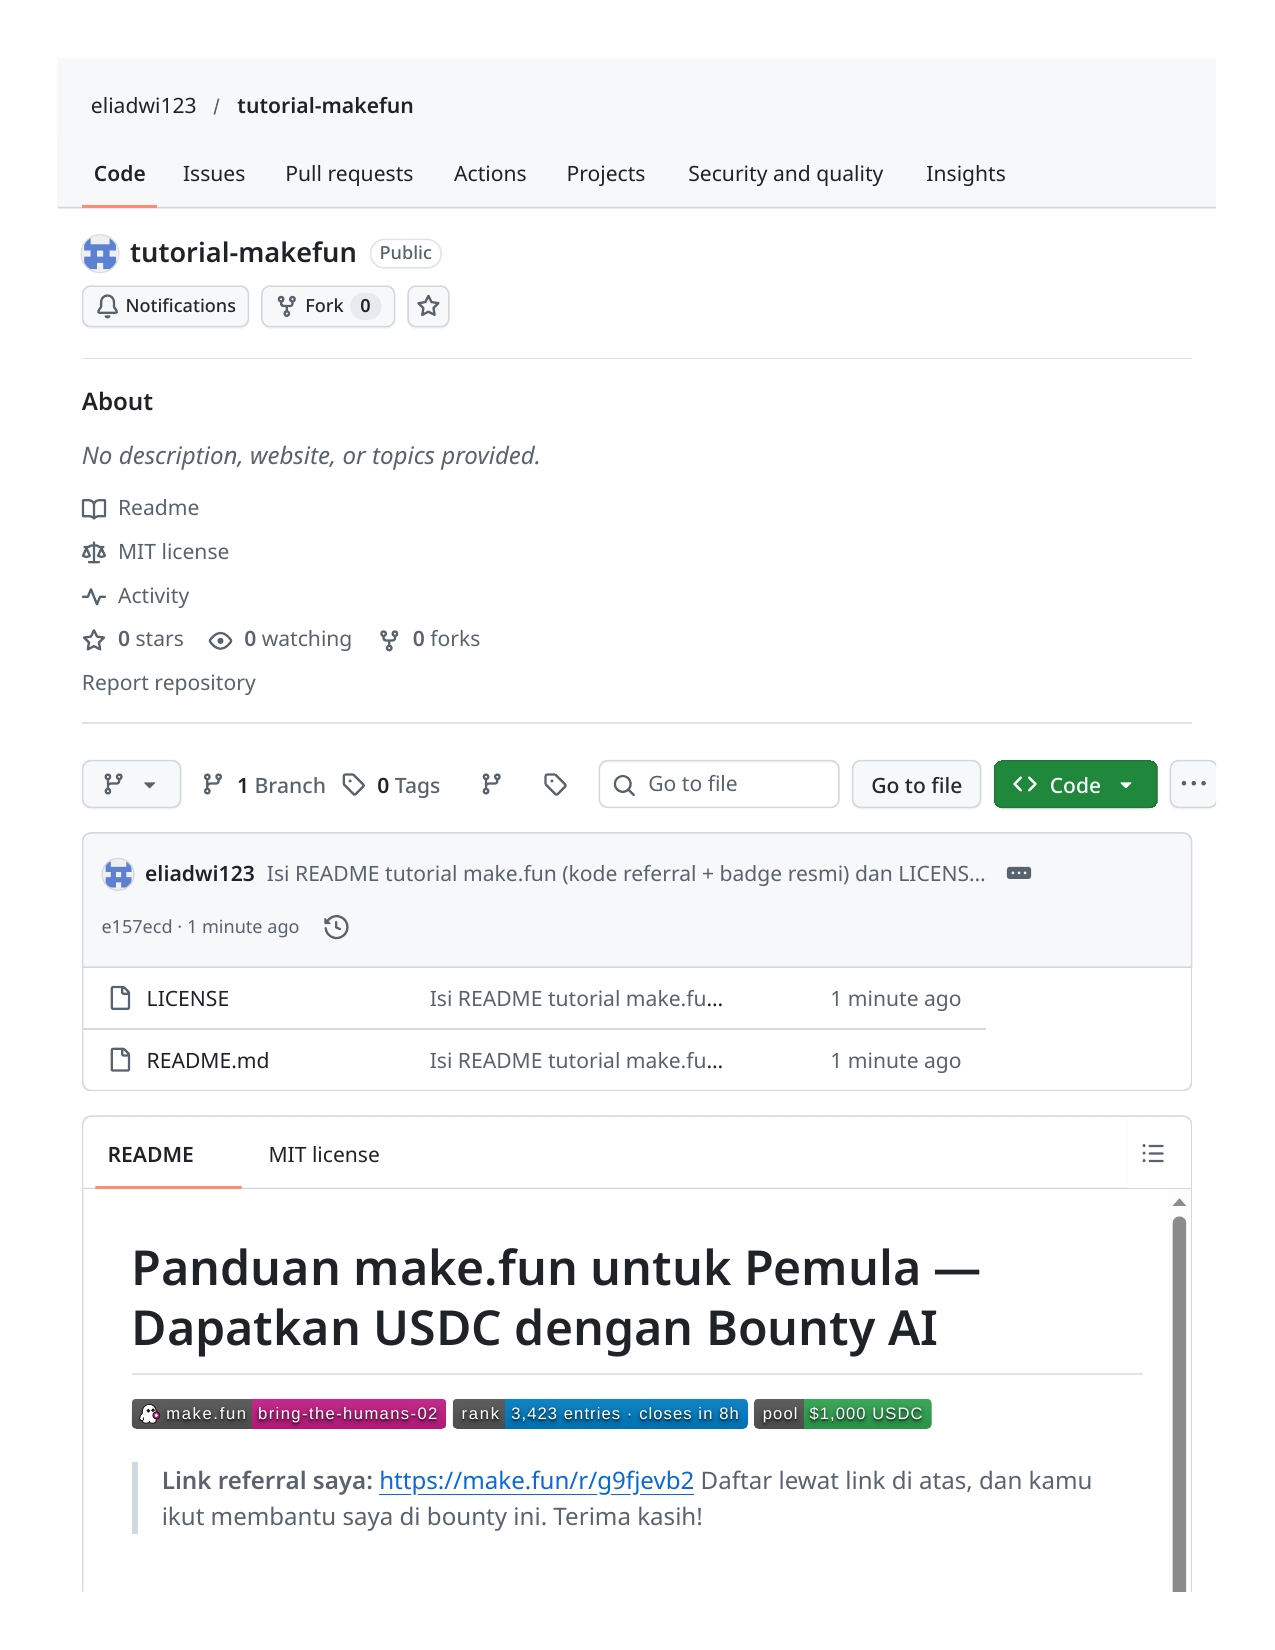 eliadwi123 / tutorial-makefun
Code Issues Pull requests Actions Projects Security and quality Insights
tutorial-makefun Public
Notifications Fork 0
About
No description, website, or topics provided.
Readme
MIT license
Activity
0 stars 0 watching 0 forks
Report repository
1 Branch 0 Tags Go to file Go to file Code
eliadwi123 Isi README tutorial make.fun (kode referral + badge resmi) dan LICENS...
e157ecd · 1 minute ago
LICENSE Isi README tutorial make.fu... 1 minute ago
README.md Isi README tutorial make.fu... 1 minute ago
README MIT license
Panduan make.fun untuk Pemula —
Dapatkan USDC dengan Bounty AI
make.fun bring-the-humans-02 rank 3,423 entries · closes in 8h pool $1,000 USDC
Link referral saya: https://make.fun/r/g9fjevb2 Daftar lewat link di atas, dan kamu
ikut membantu saya di bounty ini. Terima kasih!